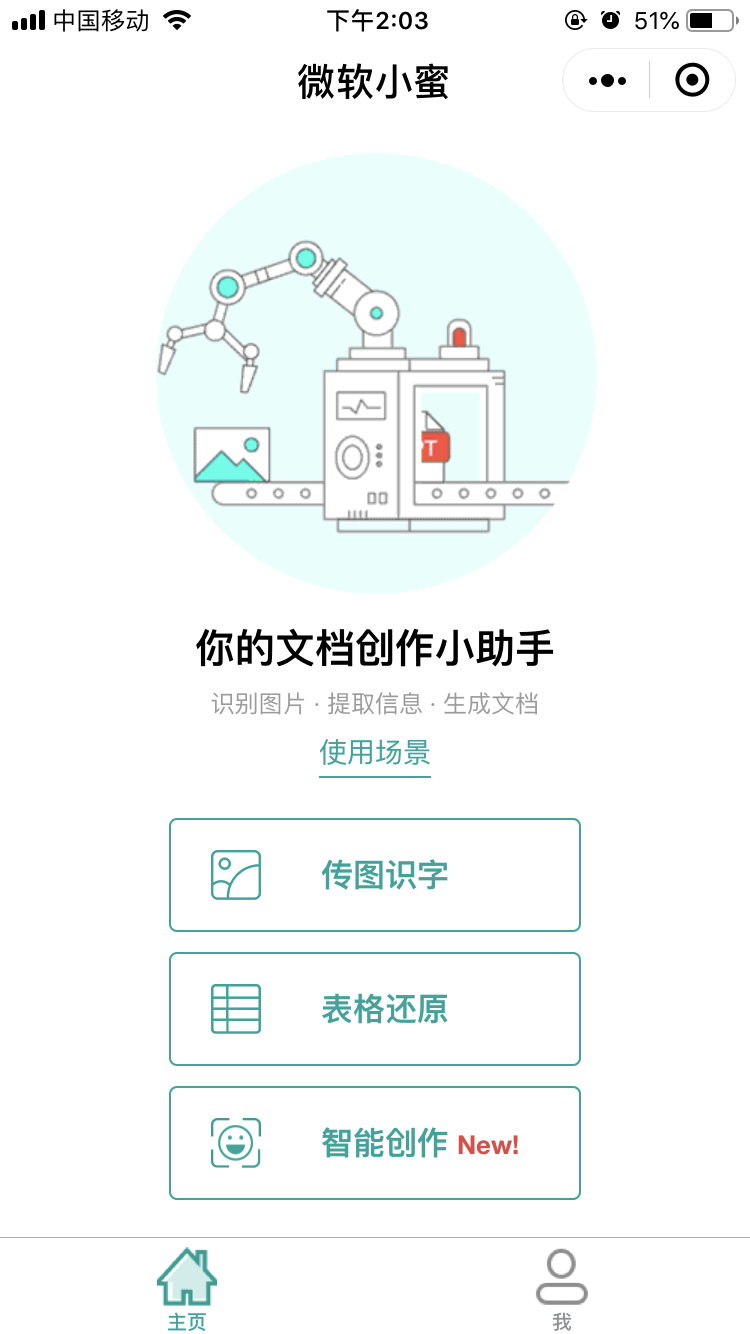 中国移动 下午2:03 51%
微软小蜜
T
你的文档创作小助手
识别图片 · 提取信息 · 生成文档
使用场景
传图识字
表格还原
智能创作 New!
主页 我